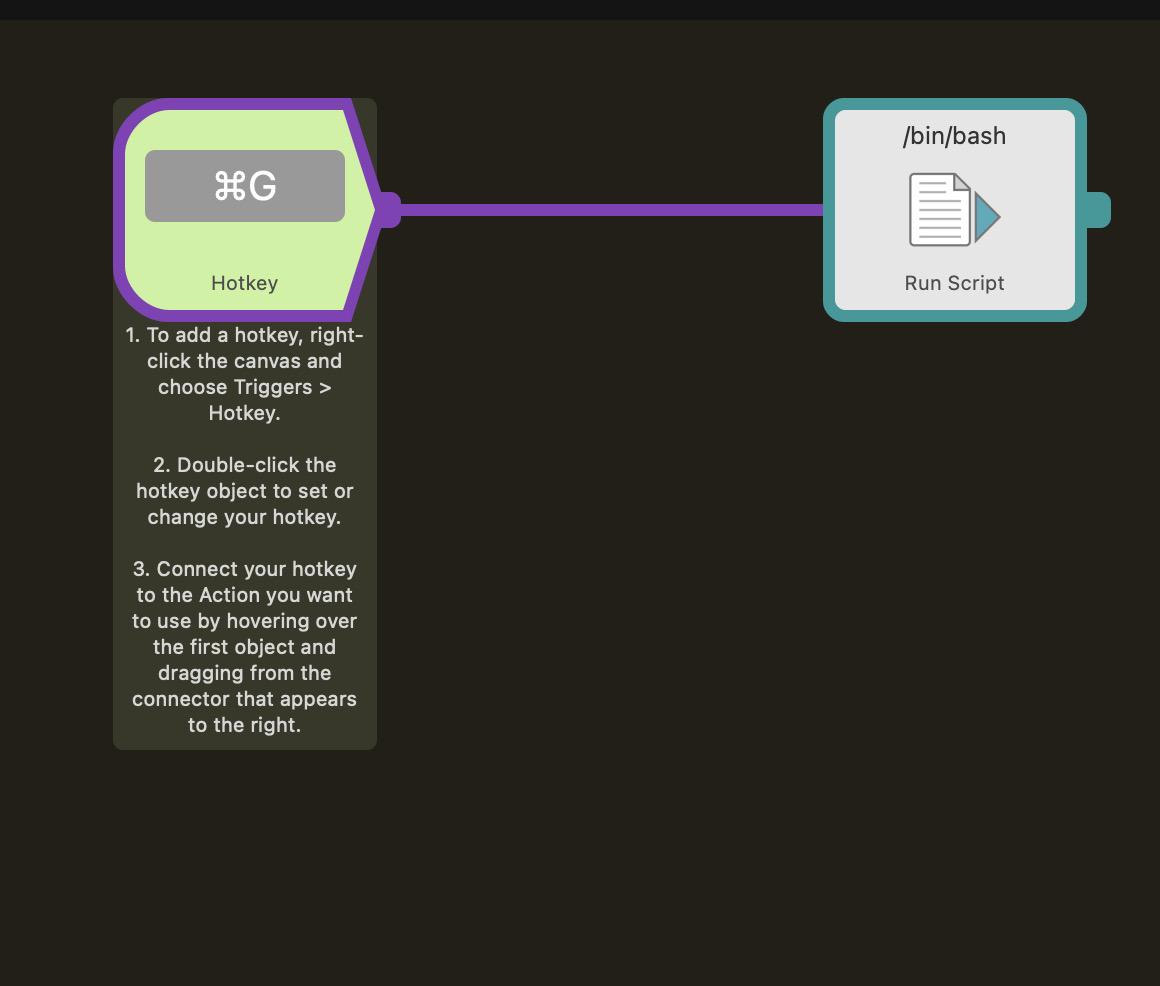 ⌘G
Hotkey
1. To add a hotkey, right-
click the canvas and
choose Triggers >
Hotkey.
2. Double-click the
hotkey object to set or
change your hotkey.
3. Connect your hotkey
to the Action you want
to use by hovering over
the first object and
dragging from the
connector that appears
to the right.
/bin/bash
Run Script